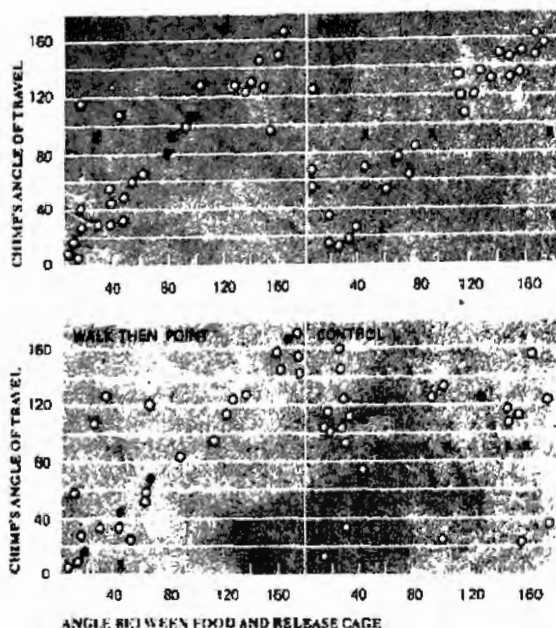 CHIMP'S ANGLE OF TRAVEL
160
120
80
40
0
40 80 120 160 40 80 120 160
WALK THEN POINT CONTROL
CHIMP'S ANGLE OF TRAVEL
160
120
80
40
0
40 80 120 160 40 80 120 160
ANGLE BETWEEN FOOD AND RELEASE CAGE